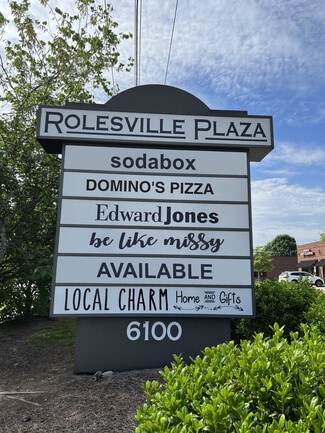 ROLESVILLE PLAZA
sodabox
DOMINO'S PIZZA
Edward Jones
be like missy
AVAILABLE
LOCAL CHARM Home AND Gifts
6100